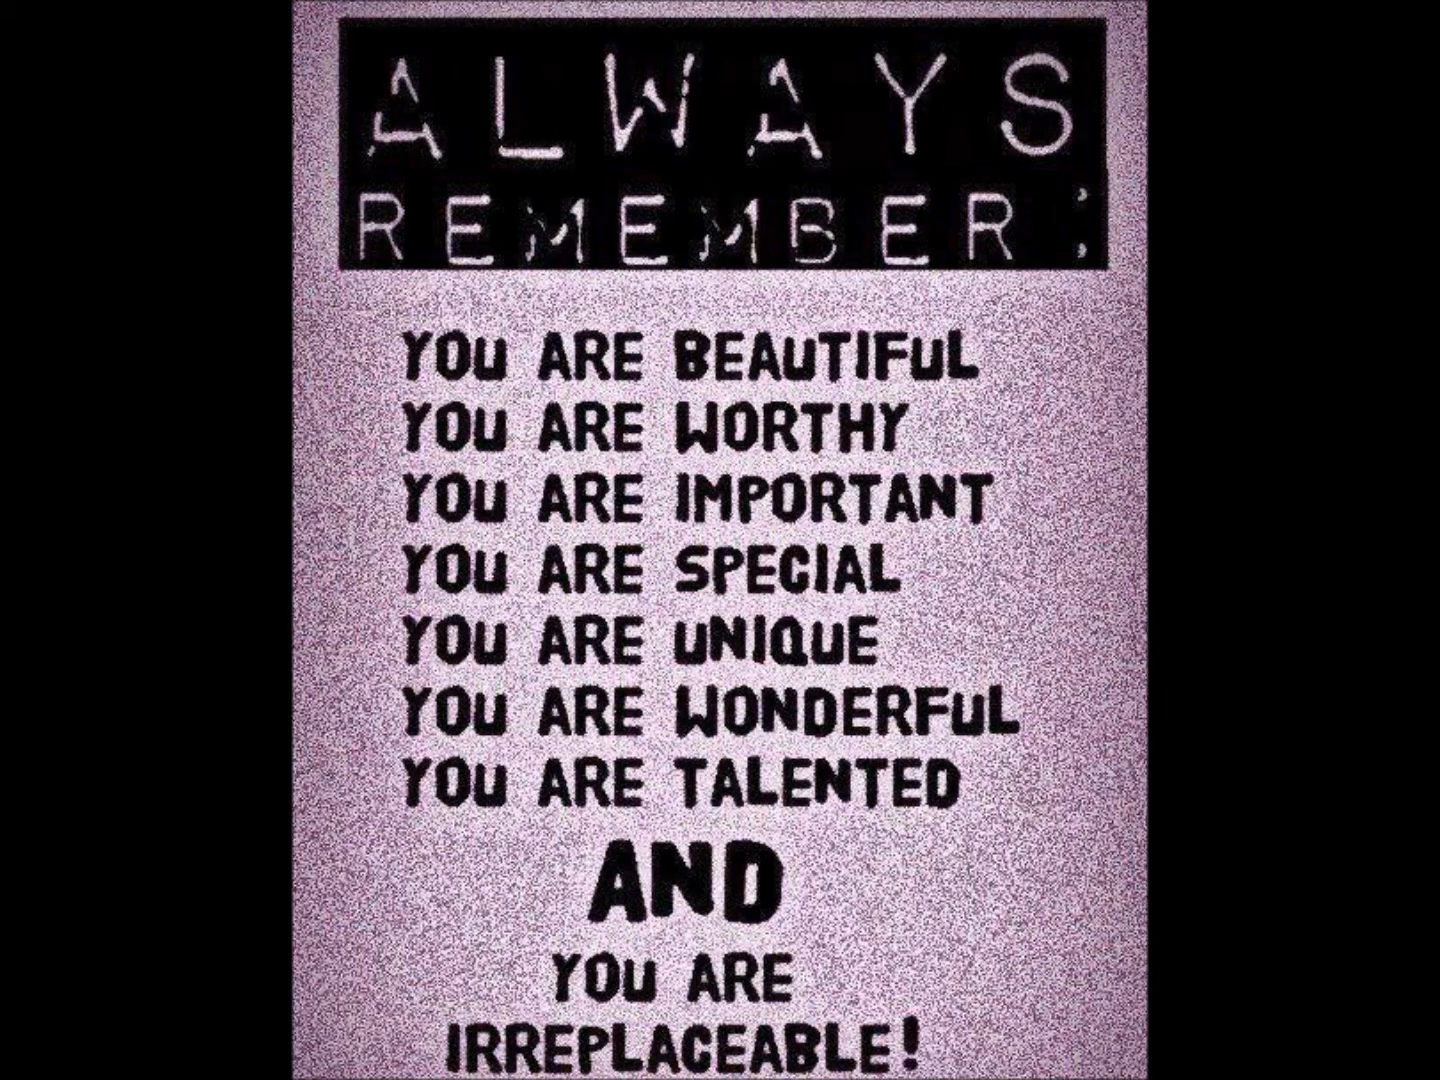 ALWAYS
REMEMBER:
YOU ARE BEAUTIFUL
YOU ARE WORTHY
YOU ARE IMPORTANT
YOU ARE SPECIAL
YOU ARE UNIQUE
YOU ARE WONDERFUL
YOU ARE TALENTED
AND
YOU ARE
IRREPLACEABLE!